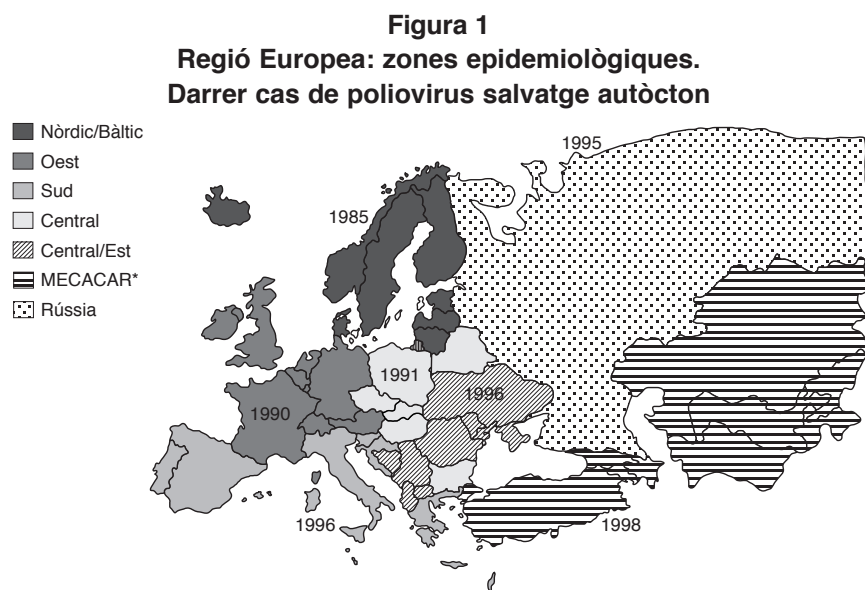 Figura 1
Regió Europea: zones epidemiològiques.
Darrer cas de poliovirus salvatge autòcton
Nòrdic/Bàltic
Oest
Sud
Central
Central/Est
MECACAR*
Rússia
1995
1985
1991
1996
1990
1996
1998